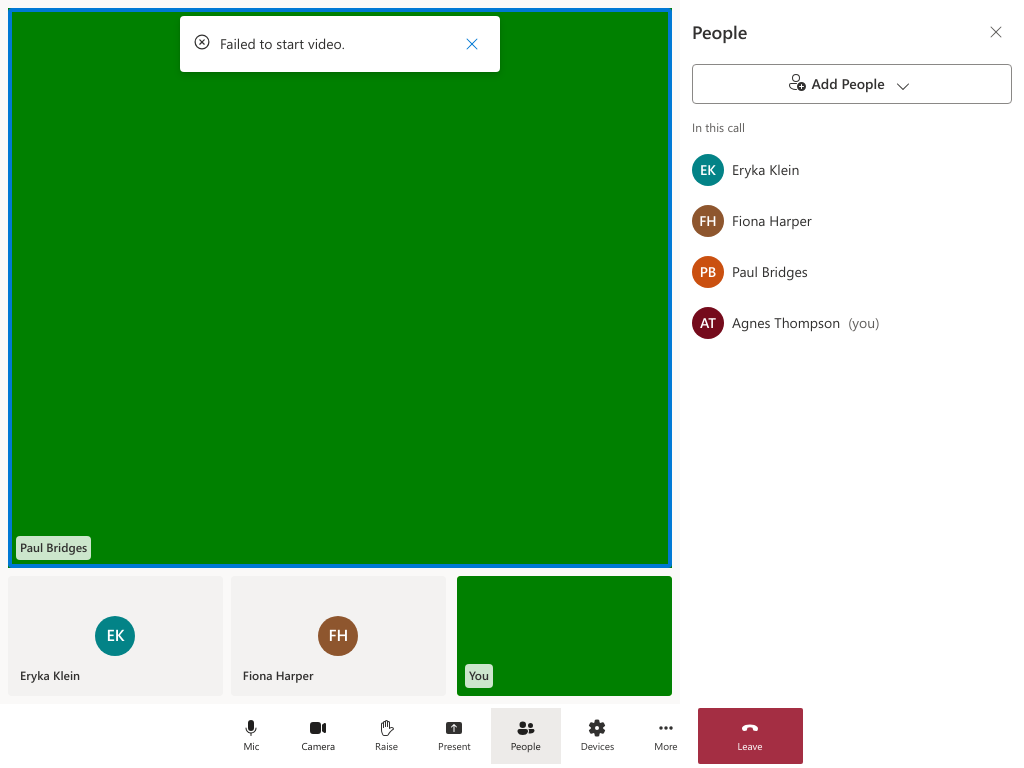 Failed to start video.
Paul Bridges
EK
Eryka Klein
FH
Fiona Harper
You
People
Add People
In this call
EK Eryka Klein
FH Fiona Harper
PB Paul Bridges
AT Agnes Thompson (you)
Mic Camera Raise Present People Devices More Leave